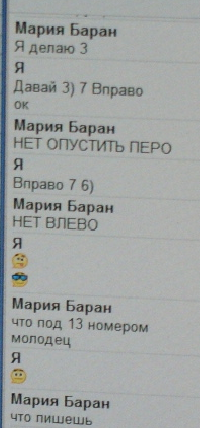 Мария Баран
Я делаю 3
Я
Давай 3) 7 Вправо
ок
Мария Баран
НЕТ ОПУСТИТЬ ПЕРО
Я
Вправо 7 6)
Мария Баран
НЕТ ВЛЕВО
Я
Мария Баран
что под 13 номером
молодец
Я
Мария Баран
что пишешь